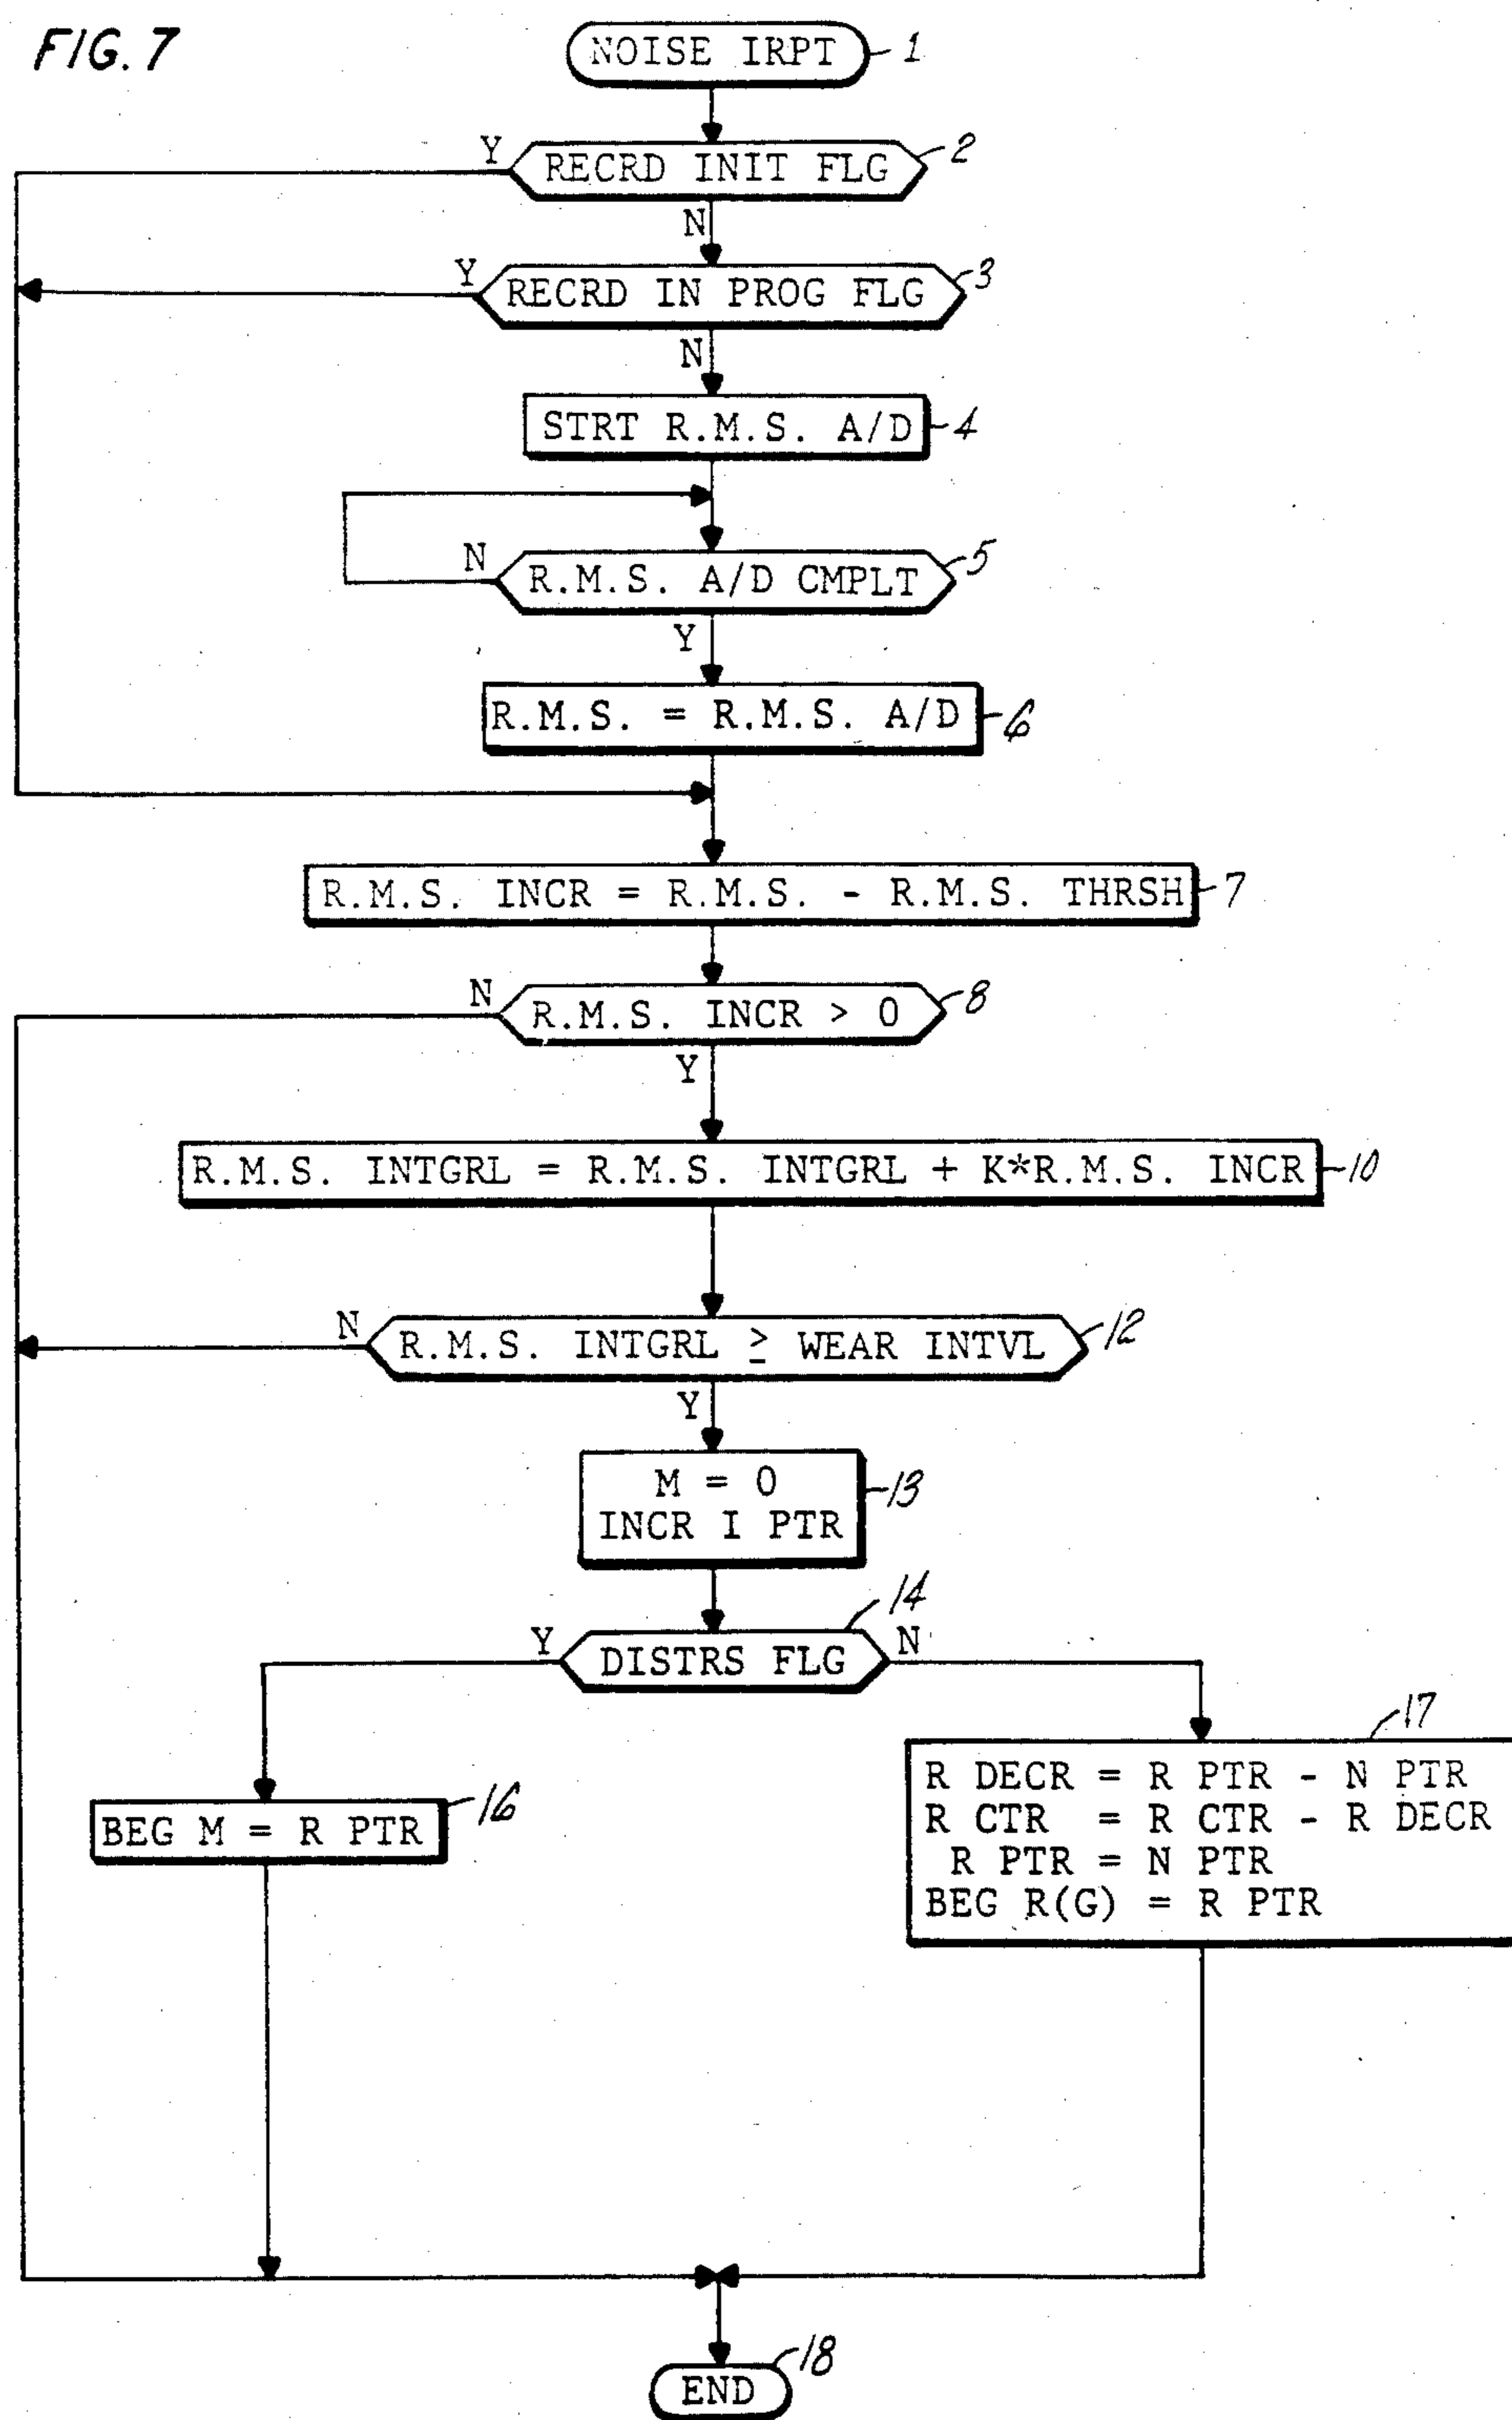 FIG. 7
NOISE IRPT
1
Y
RECRD INIT FLG
2
N
Y
RECRD IN PROG FLG
3
N
STRT R.M.S. A/D
4
N
R.M.S. A/D CMPLT
5
Y
R.M.S. = R.M.S. A/D
6
R.M.S. INCR = R.M.S. - R.M.S. THRSH
7
N
R.M.S. INCR > 0
8
Y
R.M.S. INTGRL = R.M.S. INTGRL + K*R.M.S. INCR
10
N
R.M.S. INTGRL ≥ WEAR INTVL
12
Y
M = 0
INCR I PTR
13
14
Y
DISTRS FLG
N
17
R DECR = R PTR - N PTR
R CTR = R CTR - R DECR
R PTR = N PTR
BEG R(G) = R PTR
16
BEG M = R PTR
18
END